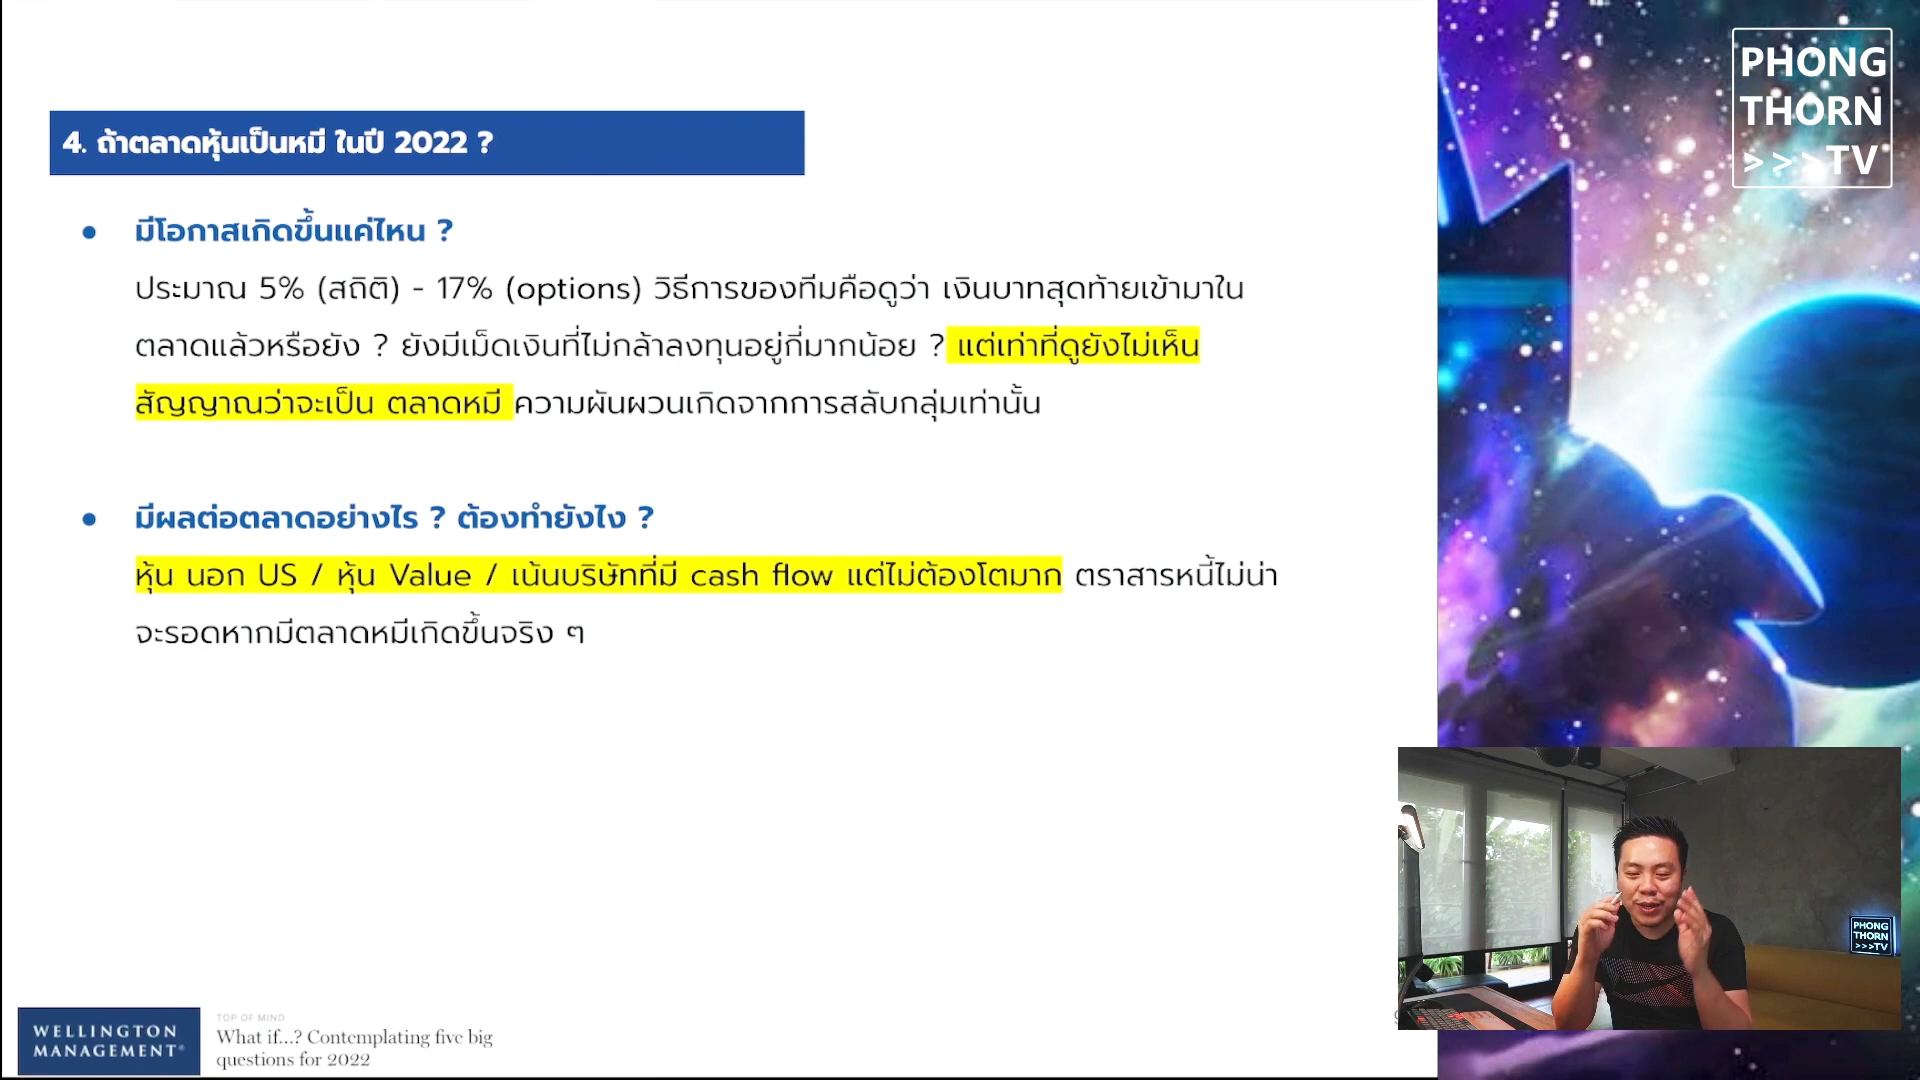 4. ถ้าตลาดหุ้นเป็นหมี ในปี 2022 ?
● มีโอกาสเกิดขึ้นแค่ไหน ?
ประมาณ 5% (สถิติ) - 17% (options) วิธีการของทีมคือดูว่า เงินบาทสุดท้ายเข้ามาใน
ตลาดแล้วหรือยัง ? ยังมีเม็ดเงินที่ไม่กล้าลงทุนอยู่กี่มากน้อย ? แต่เท่าที่ดูยังไม่เห็น
สัญญาณว่าจะเป็น ตลาดหมี ความผันผวนเกิดจากการสลับกลุ่มเท่านั้น
● มีผลต่อตลาดอย่างไร ? ต้องทำยังไง ?
หุ้น นอก US / หุ้น Value / เน้นบริษัทที่มี cash flow แต่ไม่ต้องโตมาก ตราสารหนี้ไม่น่า
จะรอดหากมีตลาดหมีเกิดขึ้นจริง ๆ
WELLINGTON
MANAGEMENT®
TOP OF MIND
What if...? Contemplating five big
questions for 2022
PHONG
THORN
>>>TV
PHONG
THORN
>>>TV